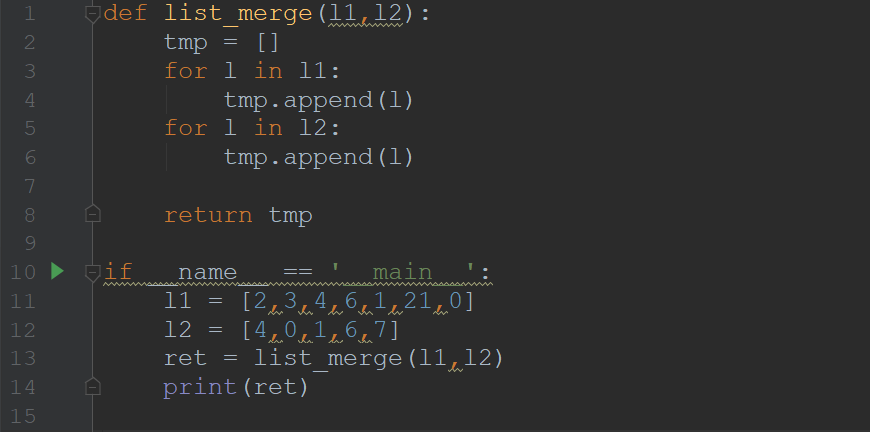 1 def list_merge(l1,l2):
2     tmp = []
3     for l in l1:
4         tmp.append(l)
5     for l in l2:
6         tmp.append(l)
7
8     return tmp
9
10 if __name__ == '__main__':
11     l1 = [2,3,4,6,1,21,0]
12     l2 = [4,0,1,6,7]
13     ret = list_merge(l1,l2)
14     print(ret)
15